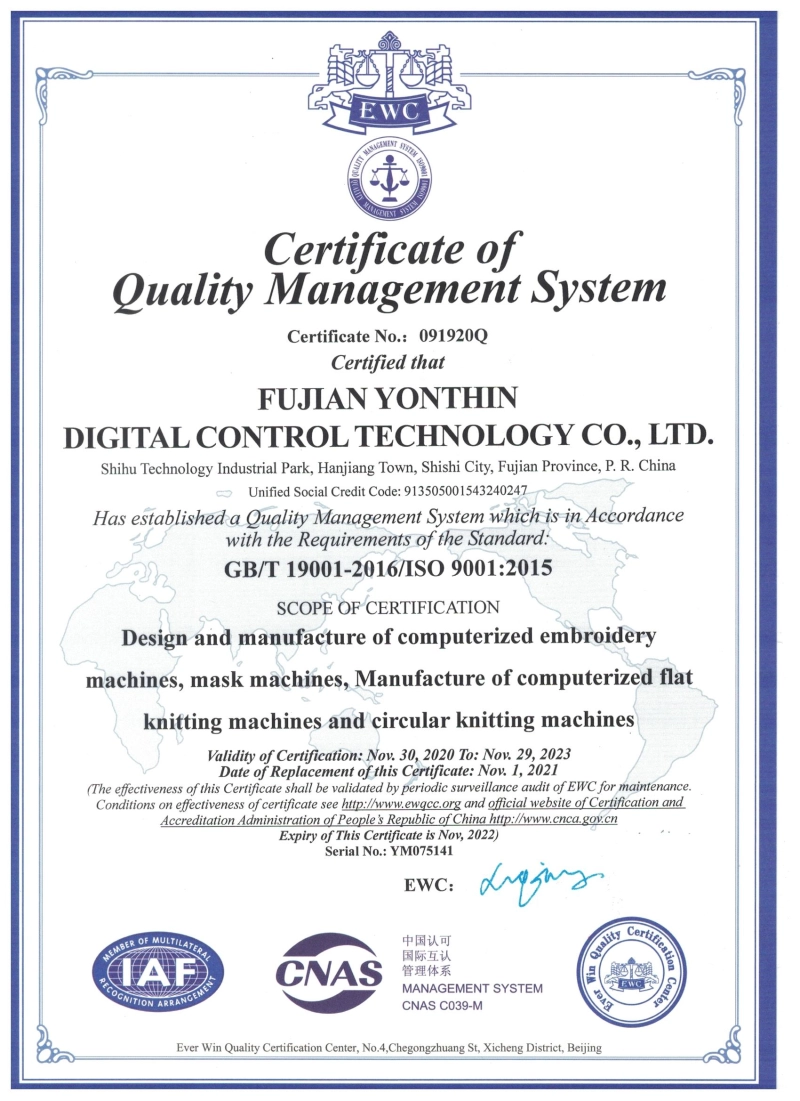 EWC
QUALITY MANAGEMENT SYSTEM ISO9001
QUALITY MANAGEMENT SYSTEM ISO9001
Certificate of
Quality Management System
Certificate No.: 091920Q
Certified that
FUJIAN YONTHIN
DIGITAL CONTROL TECHNOLOGY CO., LTD.
Shihu Technology Industrial Park, Hanjiang Town, Shishi City, Fujian Province, P. R. China
Unified Social Credit Code: 913505001543240247
Has established a Quality Management System which is in Accordance
with the Requirements of the Standard:
GB/T 19001-2016/ISO 9001:2015
SCOPE OF CERTIFICATION
Design and manufacture of computerized embroidery
machines, mask machines, Manufacture of computerized flat
knitting machines and circular knitting machines
Validity of Certification: Nov. 30, 2020 To: Nov. 29, 2023
Date of Replacement of this Certificate: Nov. 1, 2021
(The effectiveness of this Certificate shall be validated by periodic surveillance audit of EWC for maintenance.
Conditions on effectiveness of certificate see http://www.ewqcc.org and official website of Certification and
Accreditation Administration of People's Republic of China http://www.cnca.gov.cn
Expiry of This Certificate is Nov, 2022)
Serial No.: YM075141
EWC:
MEMBER OF MULTILATERAL
IAF
RECOGNITION ARRANGEMENT
CNAS
中国认可
国际互认
管理体系
MANAGEMENT SYSTEM
CNAS C039-M
Ever Win Quality Certification Center
EWC
Ever Win Quality Certification Center, No.4,Chegongzhuang St, Xicheng District, Beijing